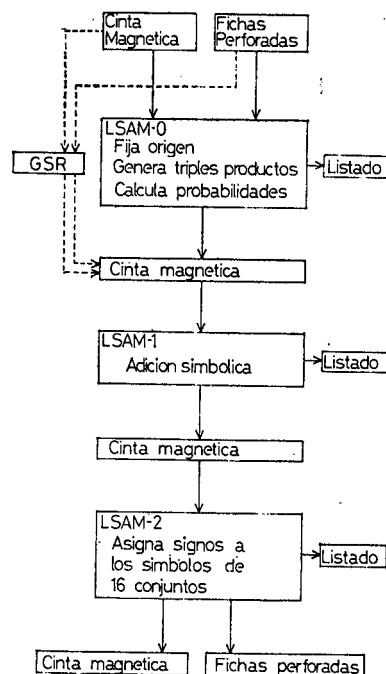 Cinta
Magnetica
Fichas
Perforadas
LSAM-0
Fija origen
Genera triples productos
Calcula probabilidades
GSR
Listado
Cinta magnetica
LSAM-1
Adicion simbolica
Listado
Cinta magnetica
LSAM-2
Asigna signos a
los simbolos de
16 conjuntos
Listado
Cinta magnetica
Fichas perforadas